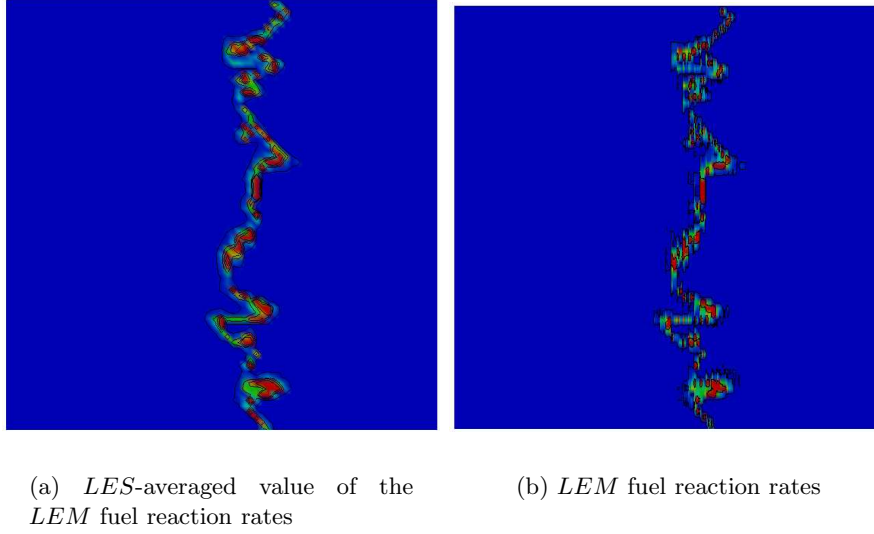 (a) LES-averaged value of the
LEM fuel reaction rates
(b) LEM fuel reaction rates